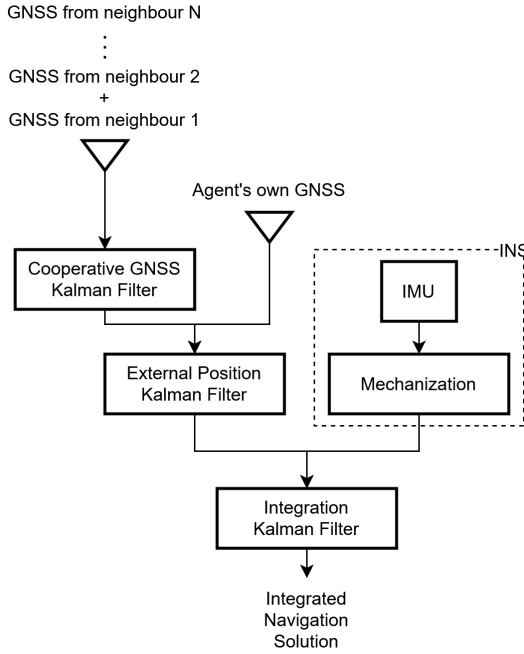 GNSS from neighbour N
⋮
GNSS from neighbour 2
+
GNSS from neighbour 1
Agent's own GNSS
INS
Cooperative GNSS
Kalman Filter
IMU
External Position
Kalman Filter
Mechanization
Integration
Kalman Filter
Integrated
Navigation
Solution